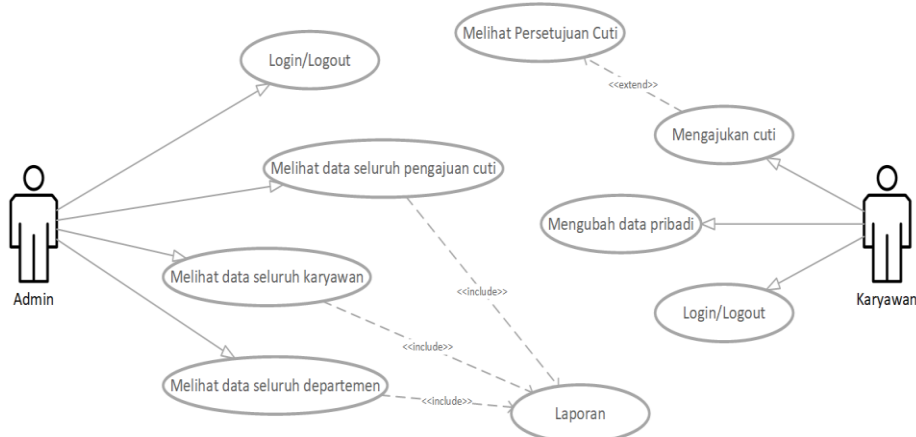 Melihat Persetujuan Cuti
Login/Logout
<<extend>>
Mengajukan cuti
Melihat data seluruh pengajuan cuti
Mengubah data pribadi
Melihat data seluruh karyawan
Admin
<<include>>
Karyawan
Login/Logout
<<include>>
Melihat data seluruh departemen
<<include>>
Laporan